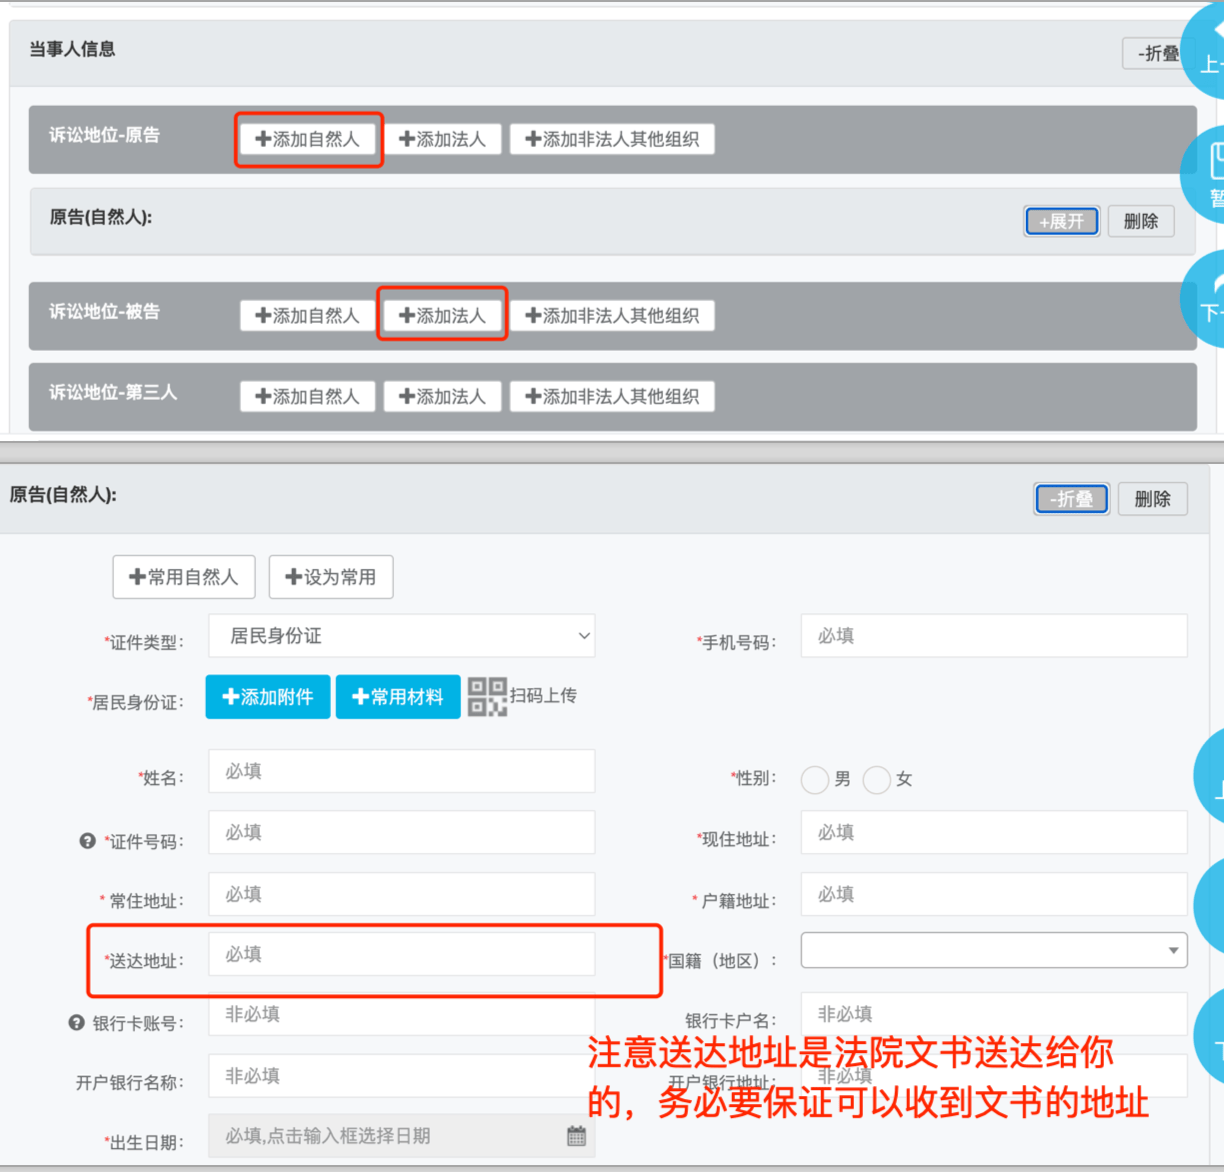 当事人信息
-折叠
上一
诉讼地位-原告
+添加自然人
+添加法人
+添加非法人其他组织
暂
原告(自然人):
+展开
删除
诉讼地位-被告
+添加自然人
+添加法人
+添加非法人其他组织
下一
诉讼地位-第三人
+添加自然人
+添加法人
+添加非法人其他组织
原告(自然人):
-折叠
删除
+常用自然人
+设为常用
*证件类型:
居民身份证
*手机号码:
必填
*居民身份证:
+添加附件
+常用材料
扫码上传
*姓名:
必填
*性别:
男
女
*证件号码:
必填
*现住地址:
必填
* 常住地址:
必填
* 户籍地址:
必填
*送达地址:
必填
*国籍（地区）:
银行卡账号:
非必填
银行卡户名:
非必填
注意送达地址是法院文书送达给你
的，务必要保证可以收到文书的地址
开户银行名称:
非必填
开户银行地址:
非必填
*出生日期:
必填,点击输入框选择日期